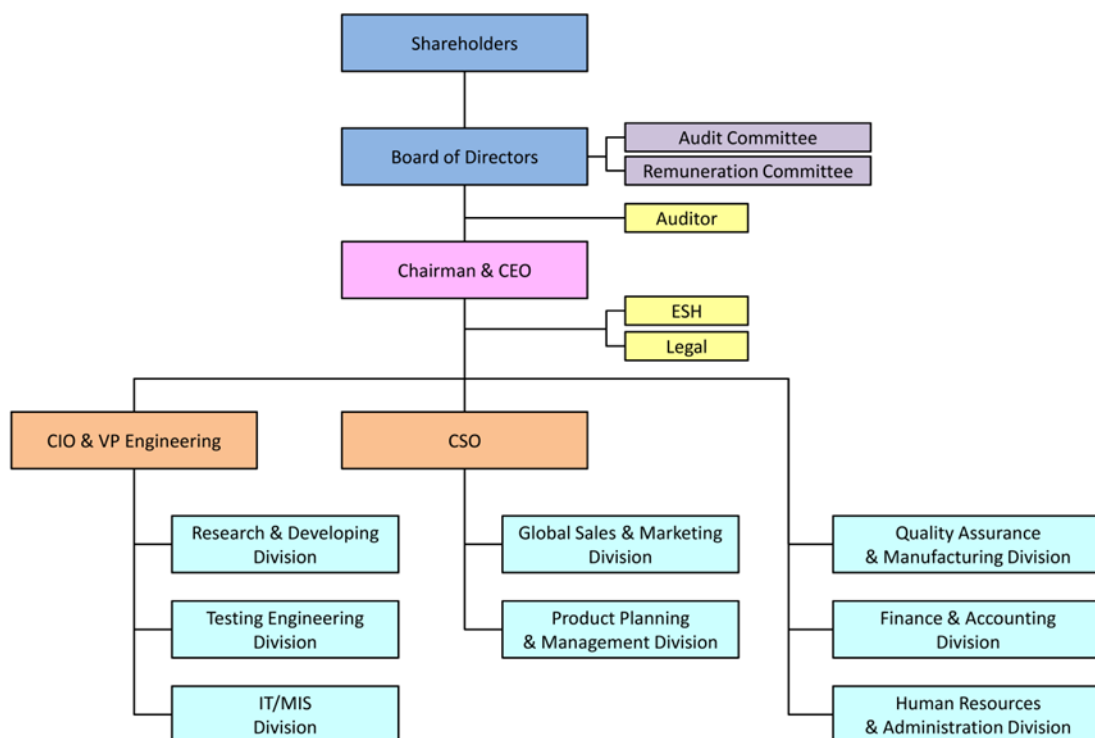 Shareholders
Board of Directors
Audit Committee
Remuneration Committee
Auditor
Chairman & CEO
ESH
Legal
CIO & VP Engineering
CSO
Research & Developing
Division
Testing Engineering
Division
IT/MIS
Division
Global Sales & Marketing
Division
Product Planning
& Management Division
Quality Assurance
& Manufacturing Division
Finance & Accounting
Division
Human Resources
& Administration Division